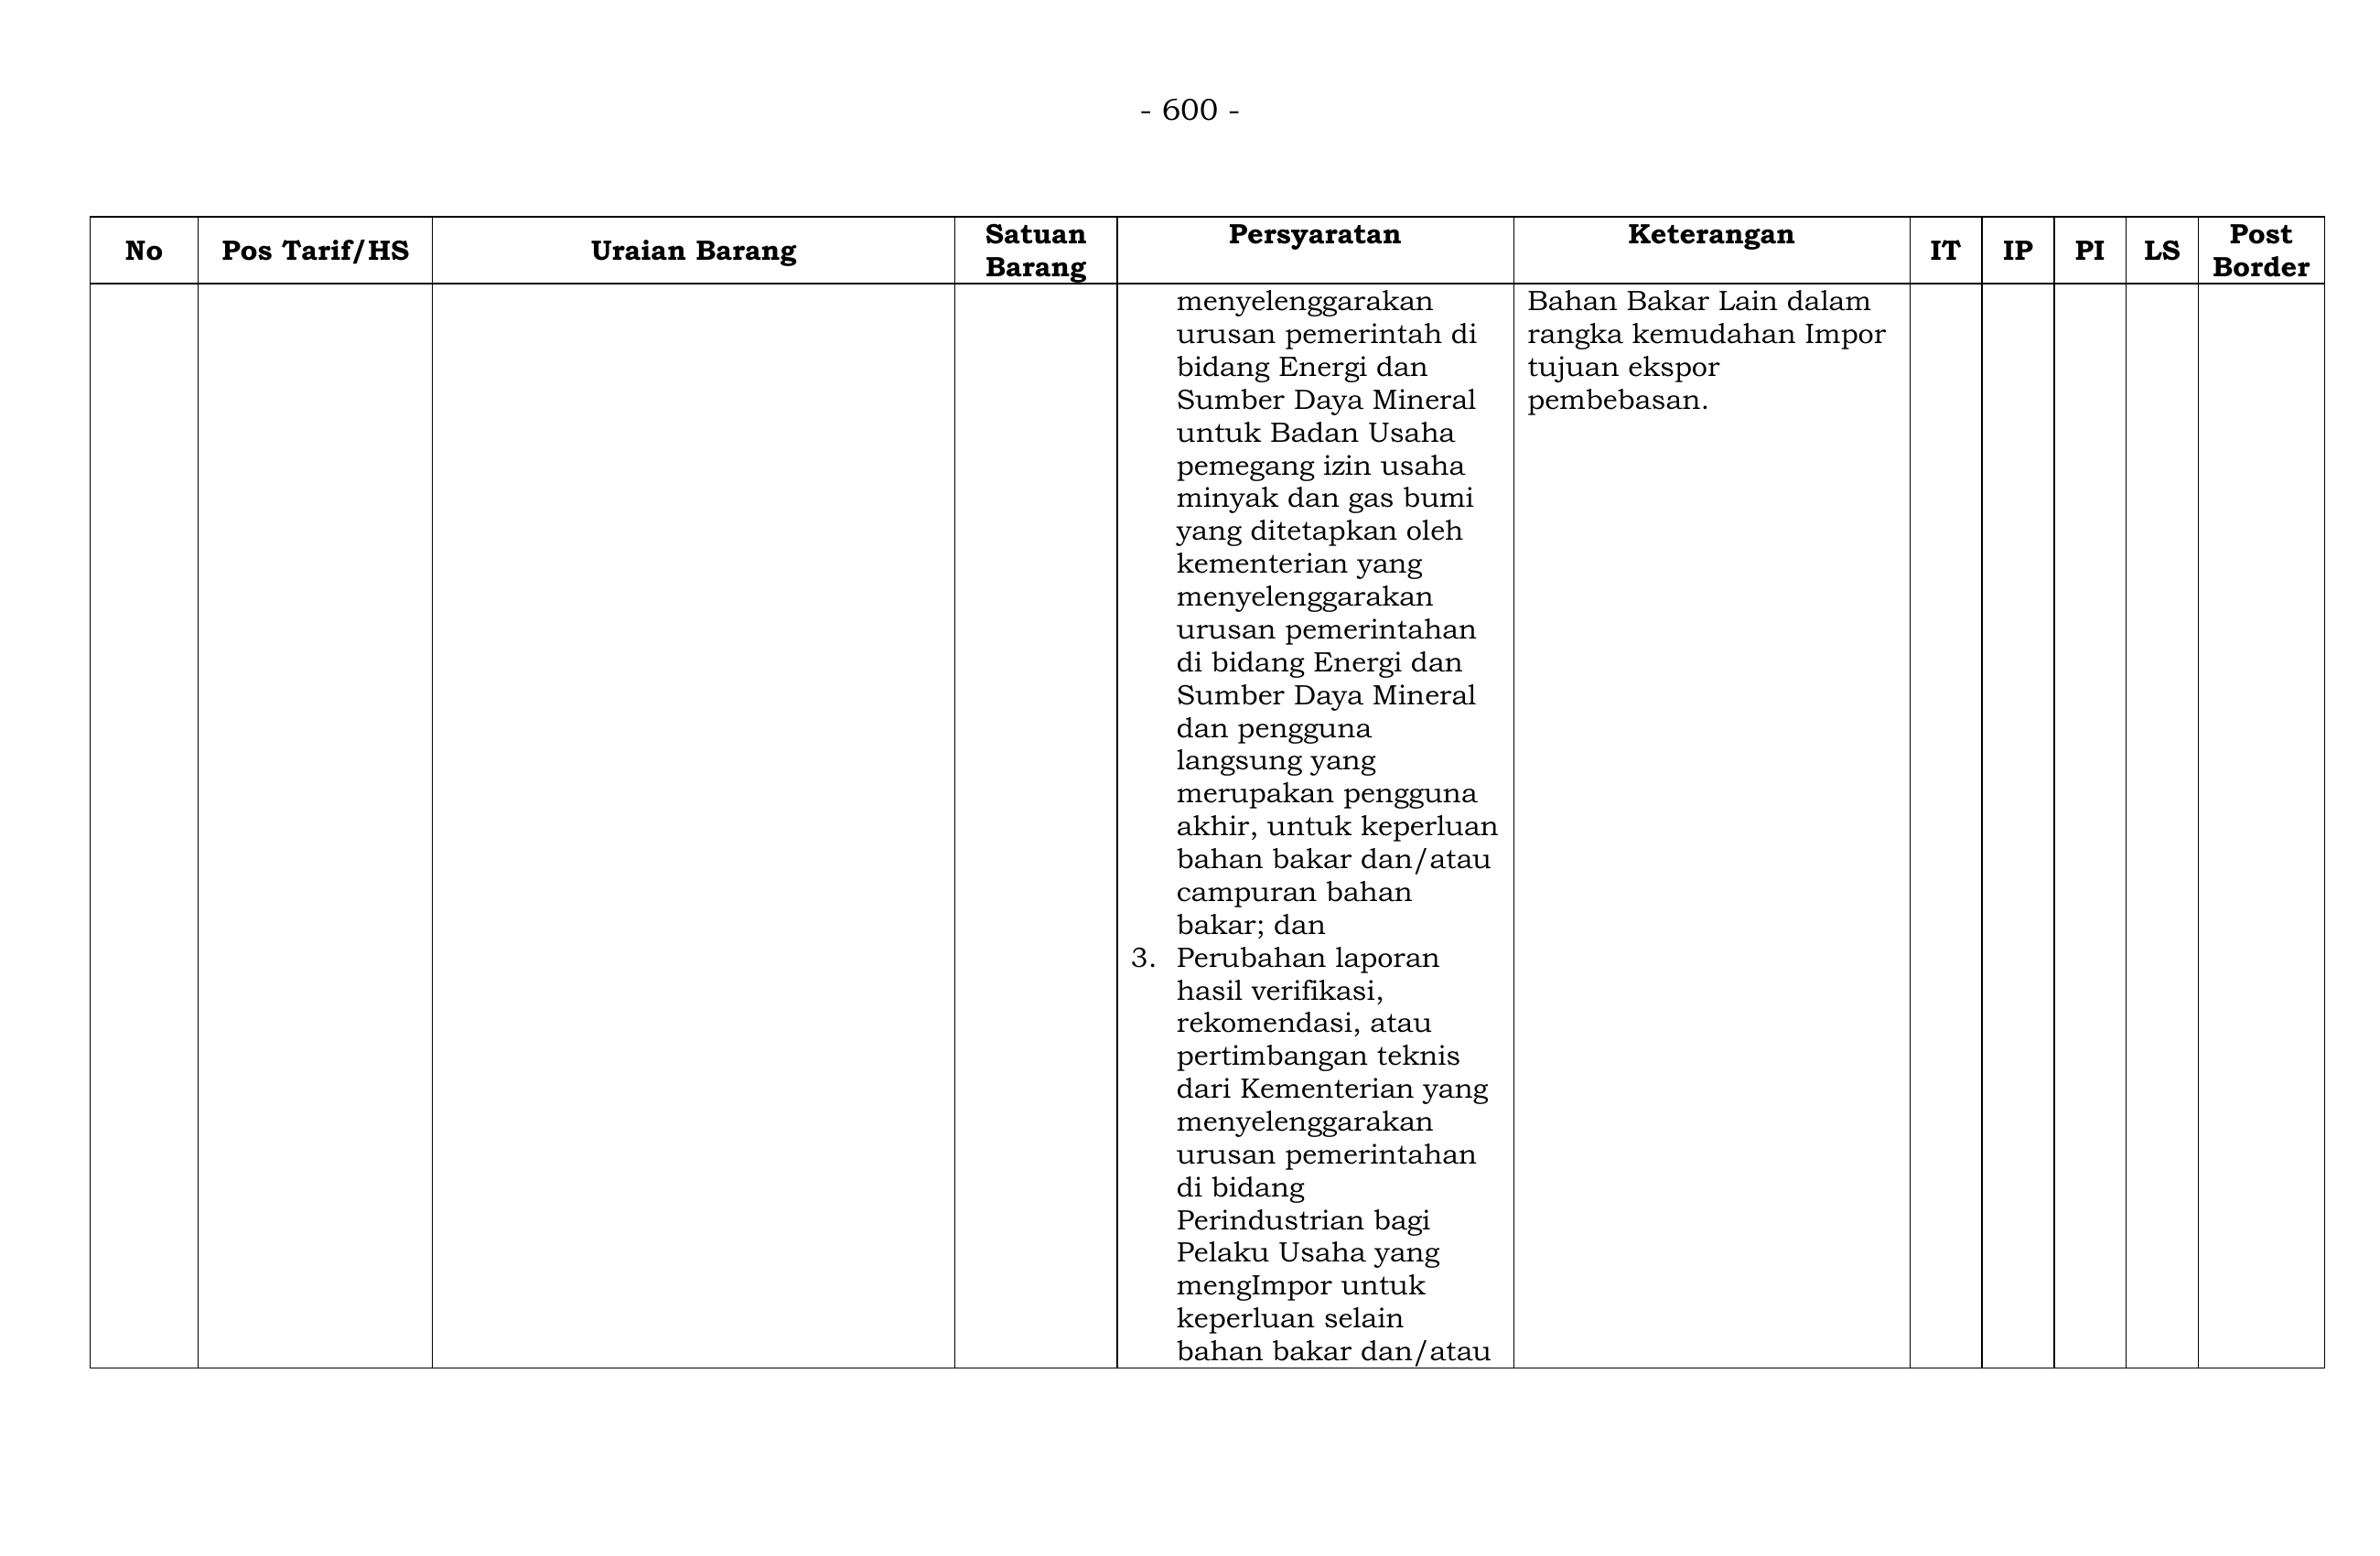 - 600 -
No
Pos Tarif/HS
Uraian Barang
Satuan
Barang
Persyaratan
Keterangan
IT
IP
PI
LS
Post
Border
menyelenggarakan
urusan pemerintah di
bidang Energi dan
Sumber Daya Mineral
untuk Badan Usaha
pemegang izin usaha
minyak dan gas bumi
yang ditetapkan oleh
kementerian yang
menyelenggarakan
urusan pemerintahan
di bidang Energi dan
Sumber Daya Mineral
dan pengguna
langsung yang
merupakan pengguna
akhir, untuk keperluan
bahan bakar dan/atau
campuran bahan
bakar; dan
3. Perubahan laporan
hasil verifikasi,
rekomendasi, atau
pertimbangan teknis
dari Kementerian yang
menyelenggarakan
urusan pemerintahan
di bidang
Perindustrian bagi
Pelaku Usaha yang
mengImpor untuk
keperluan selain
bahan bakar dan/atau
Bahan Bakar Lain dalam
rangka kemudahan Impor
tujuan ekspor
pembebasan.